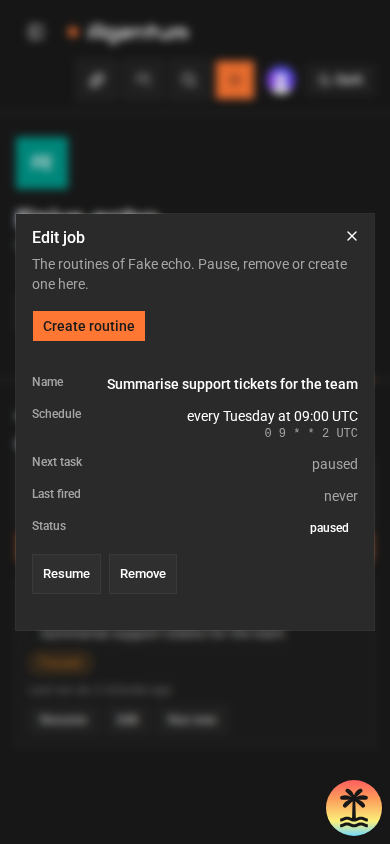 Edit job
The routines of Fake echo. Pause, remove or create
one here.
Create routine
Name
Summarise support tickets for the team
Schedule
every Tuesday at 09:00 UTC
0 9 * * 2 UTC
Next task
paused
Last fired
never
Status
paused
Resume
Remove